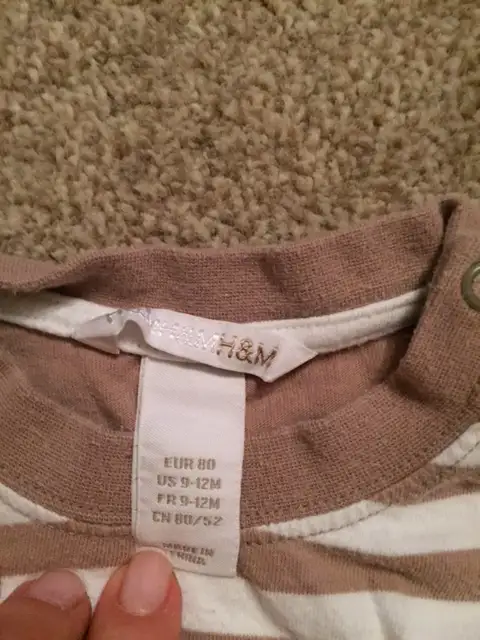 H&M
EUR 80
US 9-12M
FR 9-12M
CN 80/52
MADE IN
CHINA